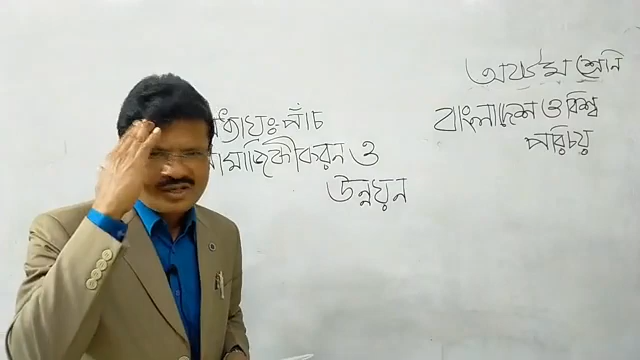 অষ্টম শ্রেনি
বাংলাদেশ ও বিশ্ব
পরিচয়
ধ্যায়ঃ পাঁচ
সামাজিকীকরন ও
উন্নয়ন